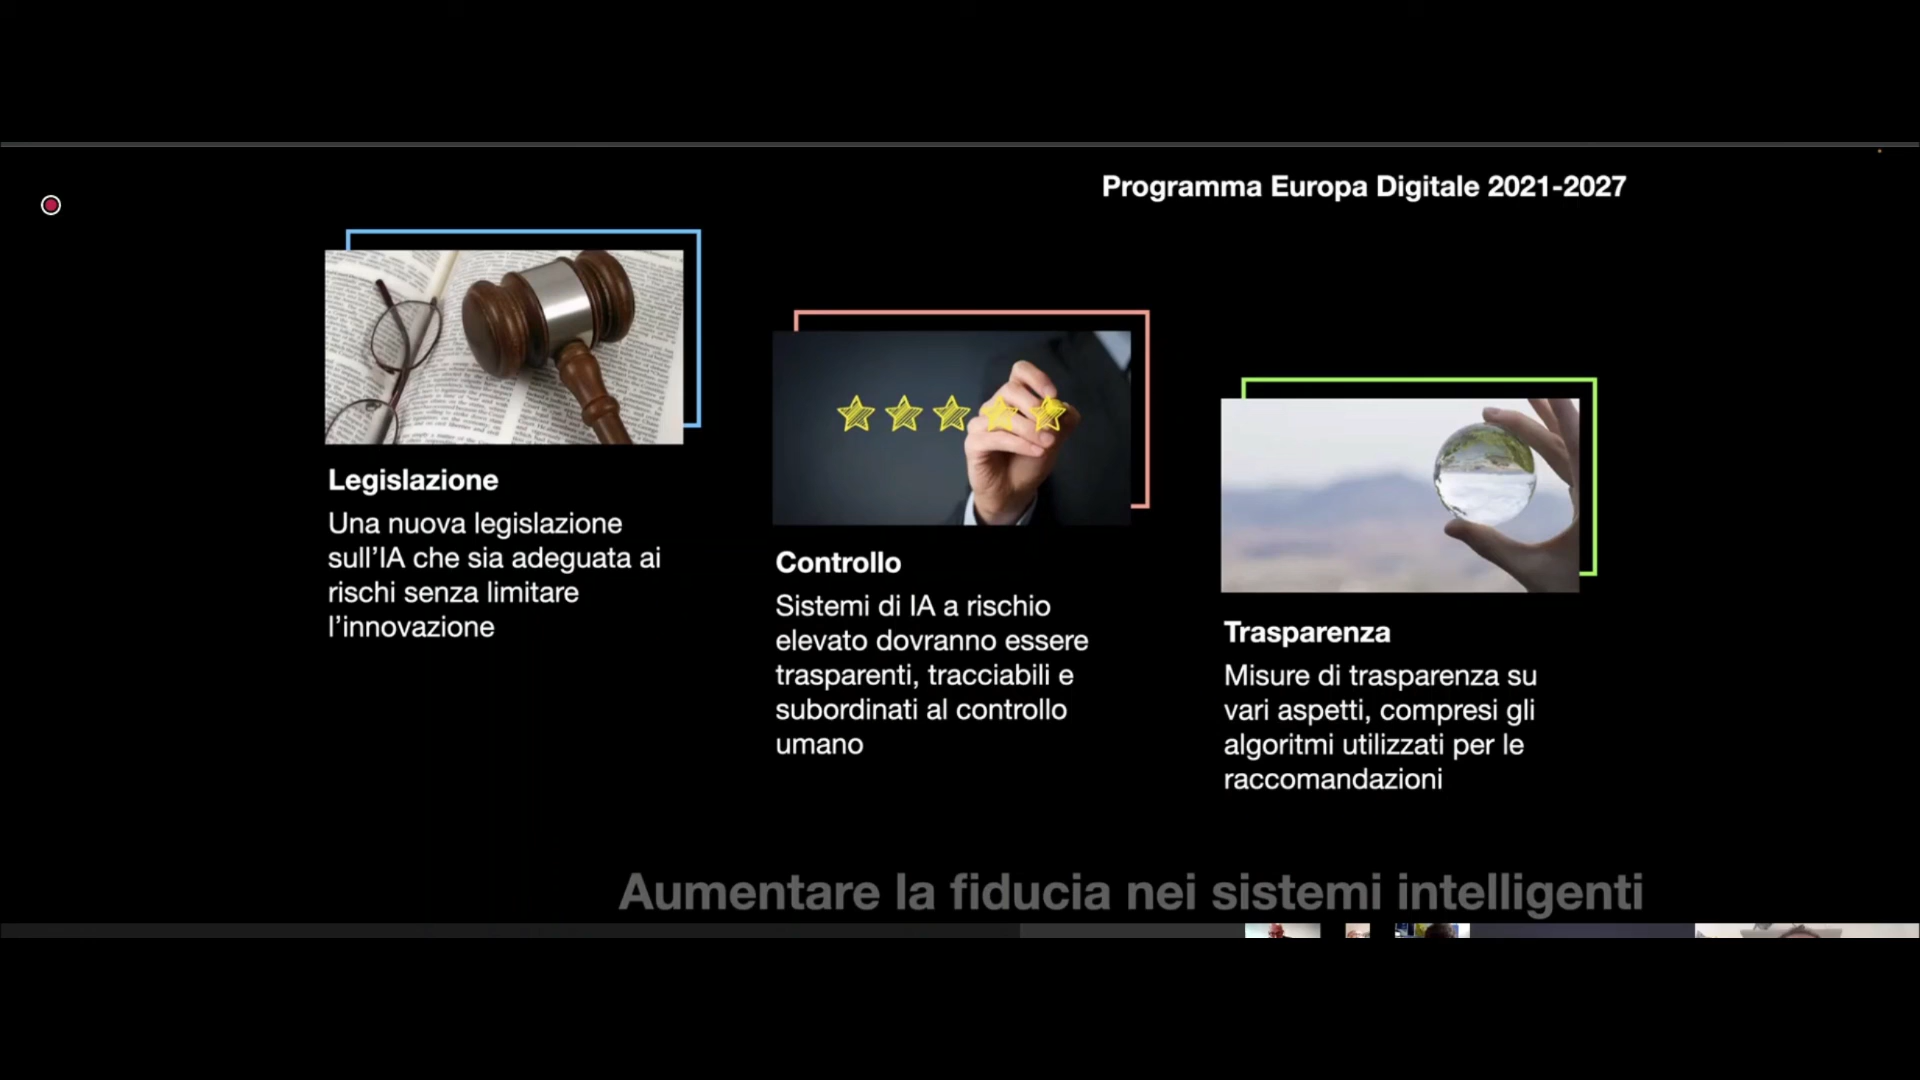 Programma Europa Digitale 2021-2027
Legislazione
Una nuova legislazione
sull’IA che sia adeguata ai
rischi senza limitare
l’innovazione
Controllo
Sistemi di IA a rischio
elevato dovranno essere
trasparenti, tracciabili e
subordinati al controllo
umano
Trasparenza
Misure di trasparenza su
vari aspetti, compresi gli
algoritmi utilizzati per le
raccomandazioni
Aumentare la fiducia nei sistemi intelligenti